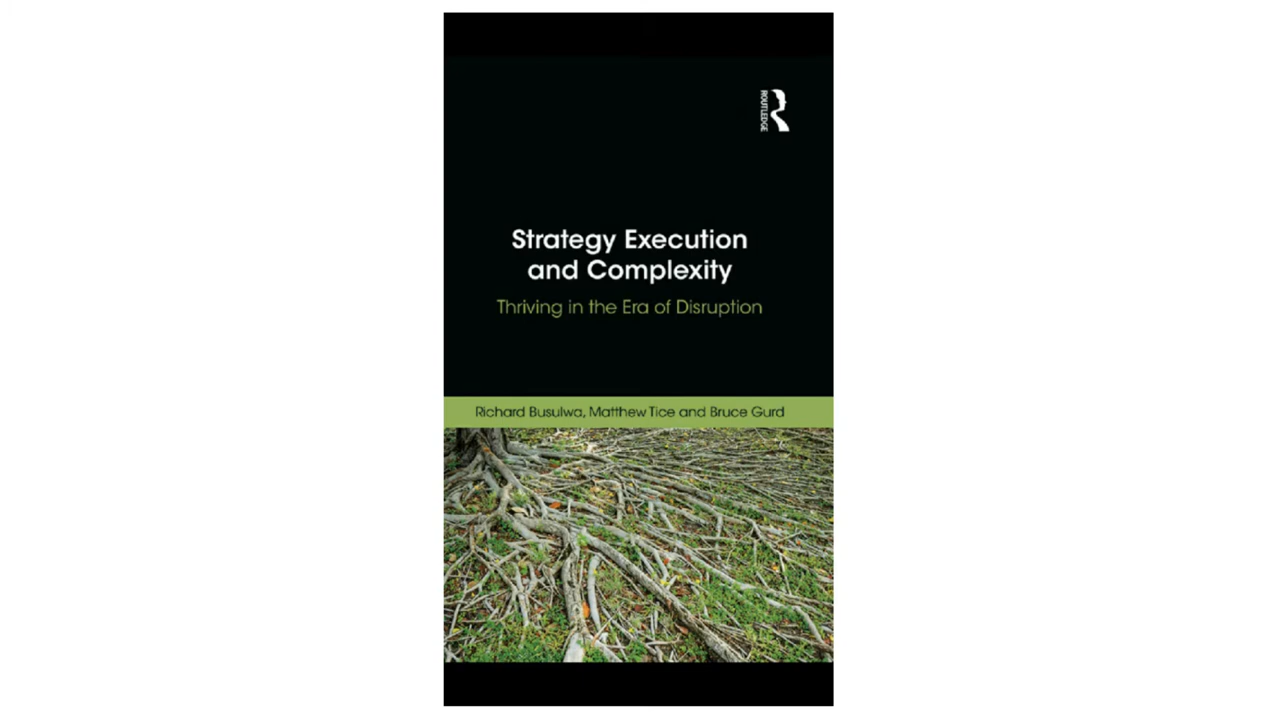 ROUTLEDGE
Strategy Execution
and Complexity
Thriving in the Era of Disruption
Richard Busulwa, Matthew Tice and Bruce Gurd